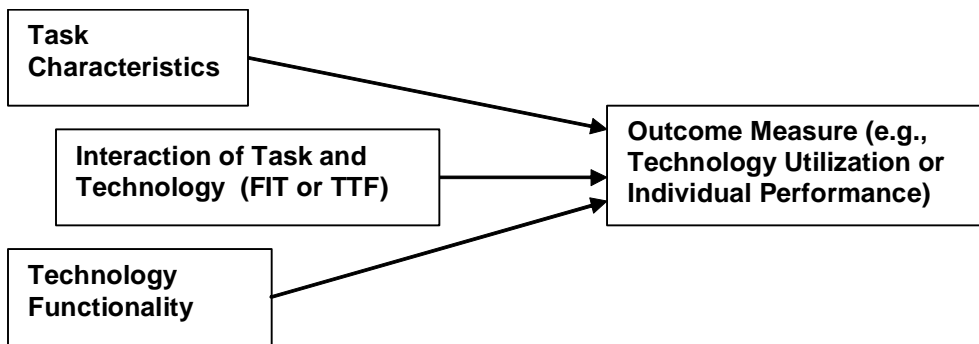 Task
Characteristics
Interaction of Task and
Technology  (FIT or TTF)
Technology
Functionality
Outcome Measure (e.g.,
Technology Utilization or
Individual Performance)